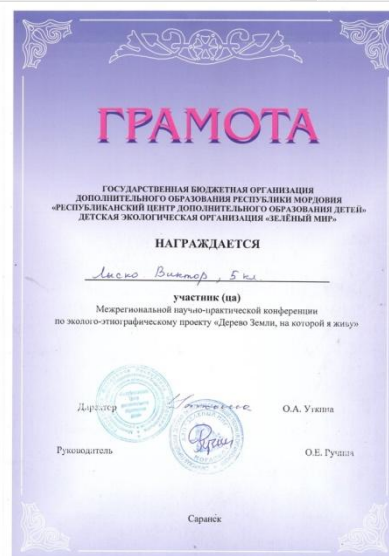 ГРАМОТА
ГОСУДАРСТВЕННАЯ БЮДЖЕТНАЯ ОРГАНИЗАЦИЯ
ДОПОЛНИТЕЛЬНОГО ОБРАЗОВАНИЯ РЕСПУБЛИКИ МОРДОВИЯ
«РЕСПУБЛИКАНСКИЙ ЦЕНТР ДОПОЛНИТЕЛЬНОГО ОБРАЗОВАНИЯ ДЕТЕЙ»
ДЕТСКАЯ ЭКОЛОГИЧЕСКАЯ ОРГАНИЗАЦИЯ «ЗЕЛЁНЫЙ МИР»
НАГРАЖДАЕТСЯ
Лыско Виктор, 5 кл.
участник (ца)
Межрегиональной научно-практической конференции
по эколого-этнографическому проекту «Дерево Земли, на которой я живу»
Директор О.А. Уткина
Руководитель О.Е.
Саранск